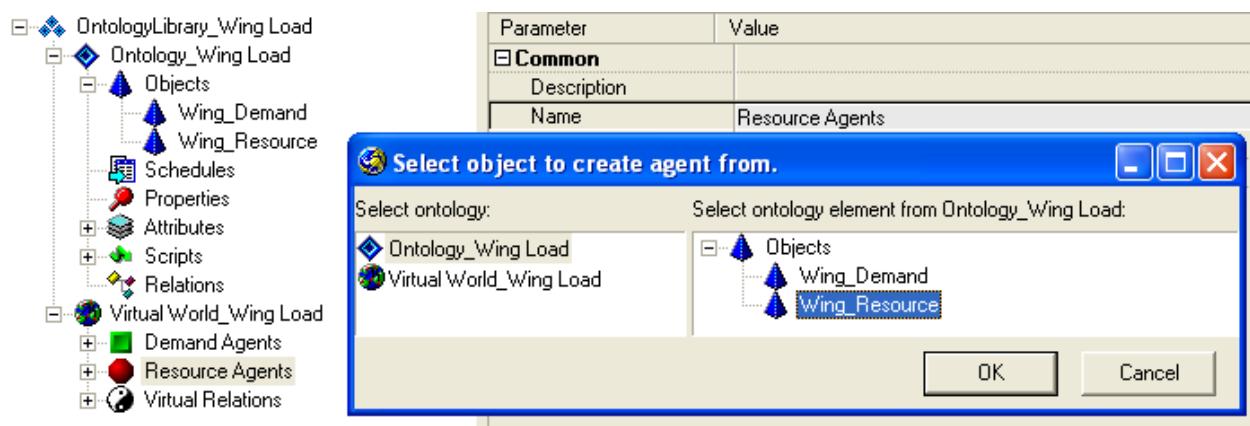 OntologyLibrary_Wing Load
Ontology_Wing Load
Objects
Wing_Demand
Wing_Resource
Schedules
Properties
Attributes
Scripts
Relations
Virtual World_Wing Load
Demand Agents
Resource Agents
Virtual Relations
Parameter Value
Common
Description
Name Resource Agents
Select object to create agent from.
Select ontology: Select ontology element from Ontology_Wing Load:
Ontology_Wing Load
Virtual World_Wing Load
Objects
Wing_Demand
Wing_Resource
OK Cancel